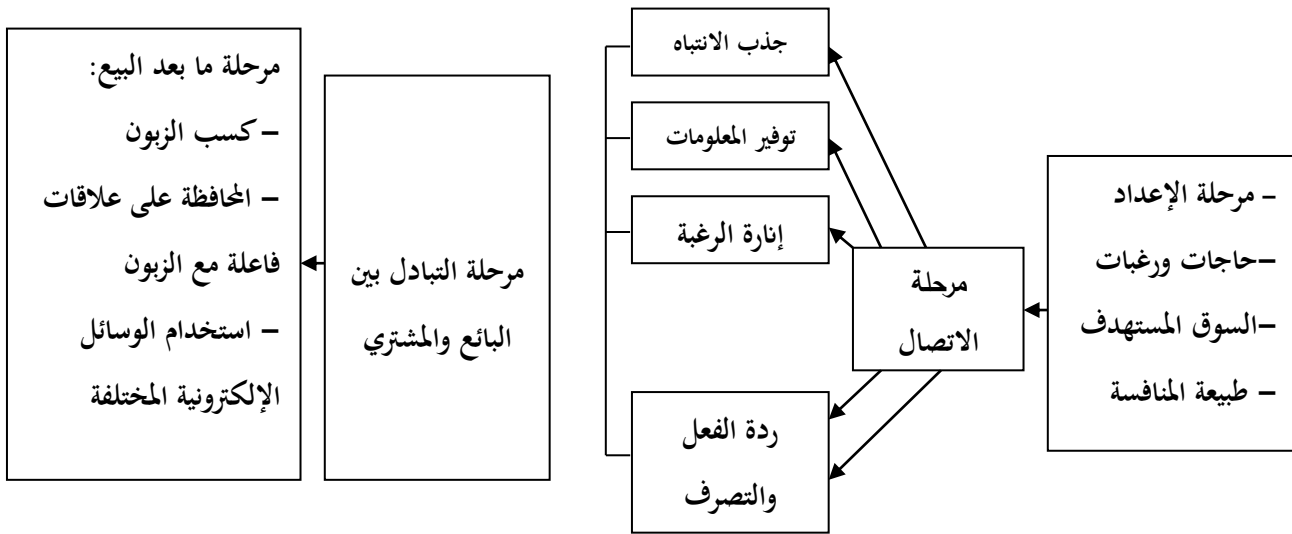 - مرحلة الإعداد
–حاجات ورغبات
–السوق المستهدف
– طبيعة المنافسة
مرحلة
الاتصال
جذب الانتباه
توفير المعلومات
إنارة الرغبة
ردة الفعل
والتصرف
مرحلة التبادل بين
البائع والمشتري
مرحلة ما بعد البيع:
– كسب الزبون
– المحافظة على علاقات
فاعلة مع الزبون
– استخدام الوسائل
الإلكترونية المختلفة